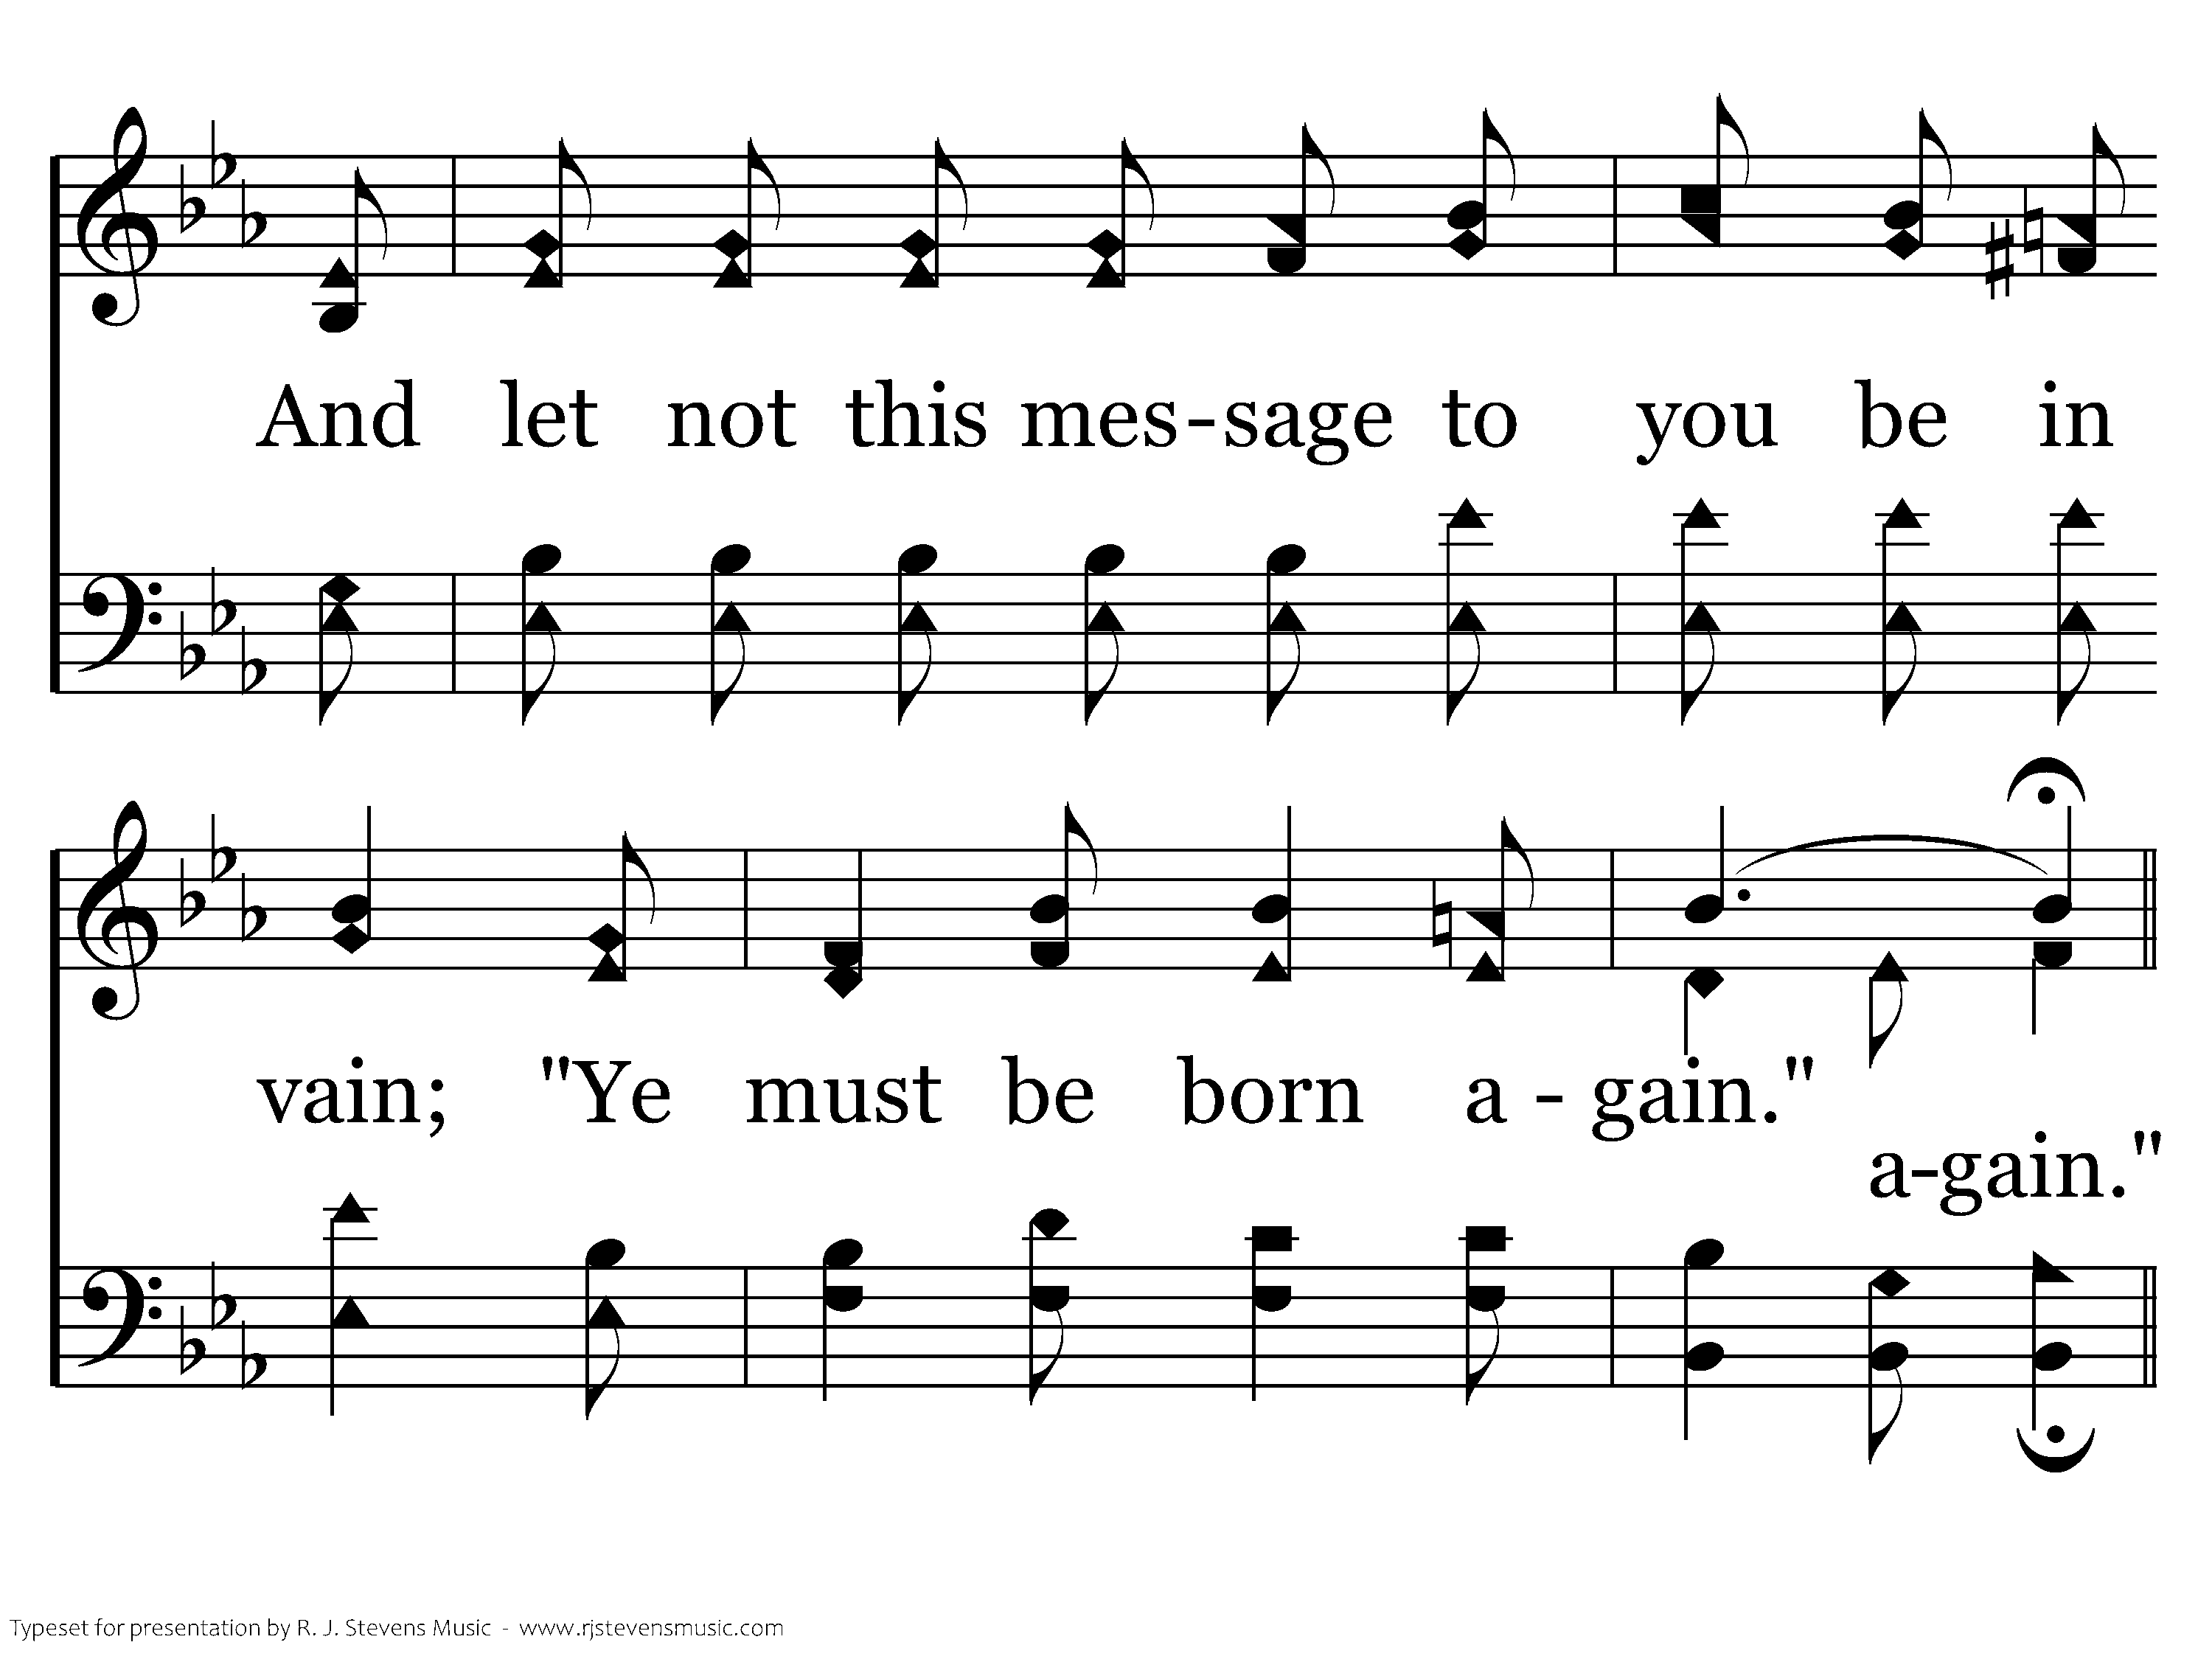 And let not this mes-sage to you be in
vain; "Ye must be born a - gain."
a-gain."
Typeset for presentation by R. J. Stevens Music - www.rjstevensmusic.com